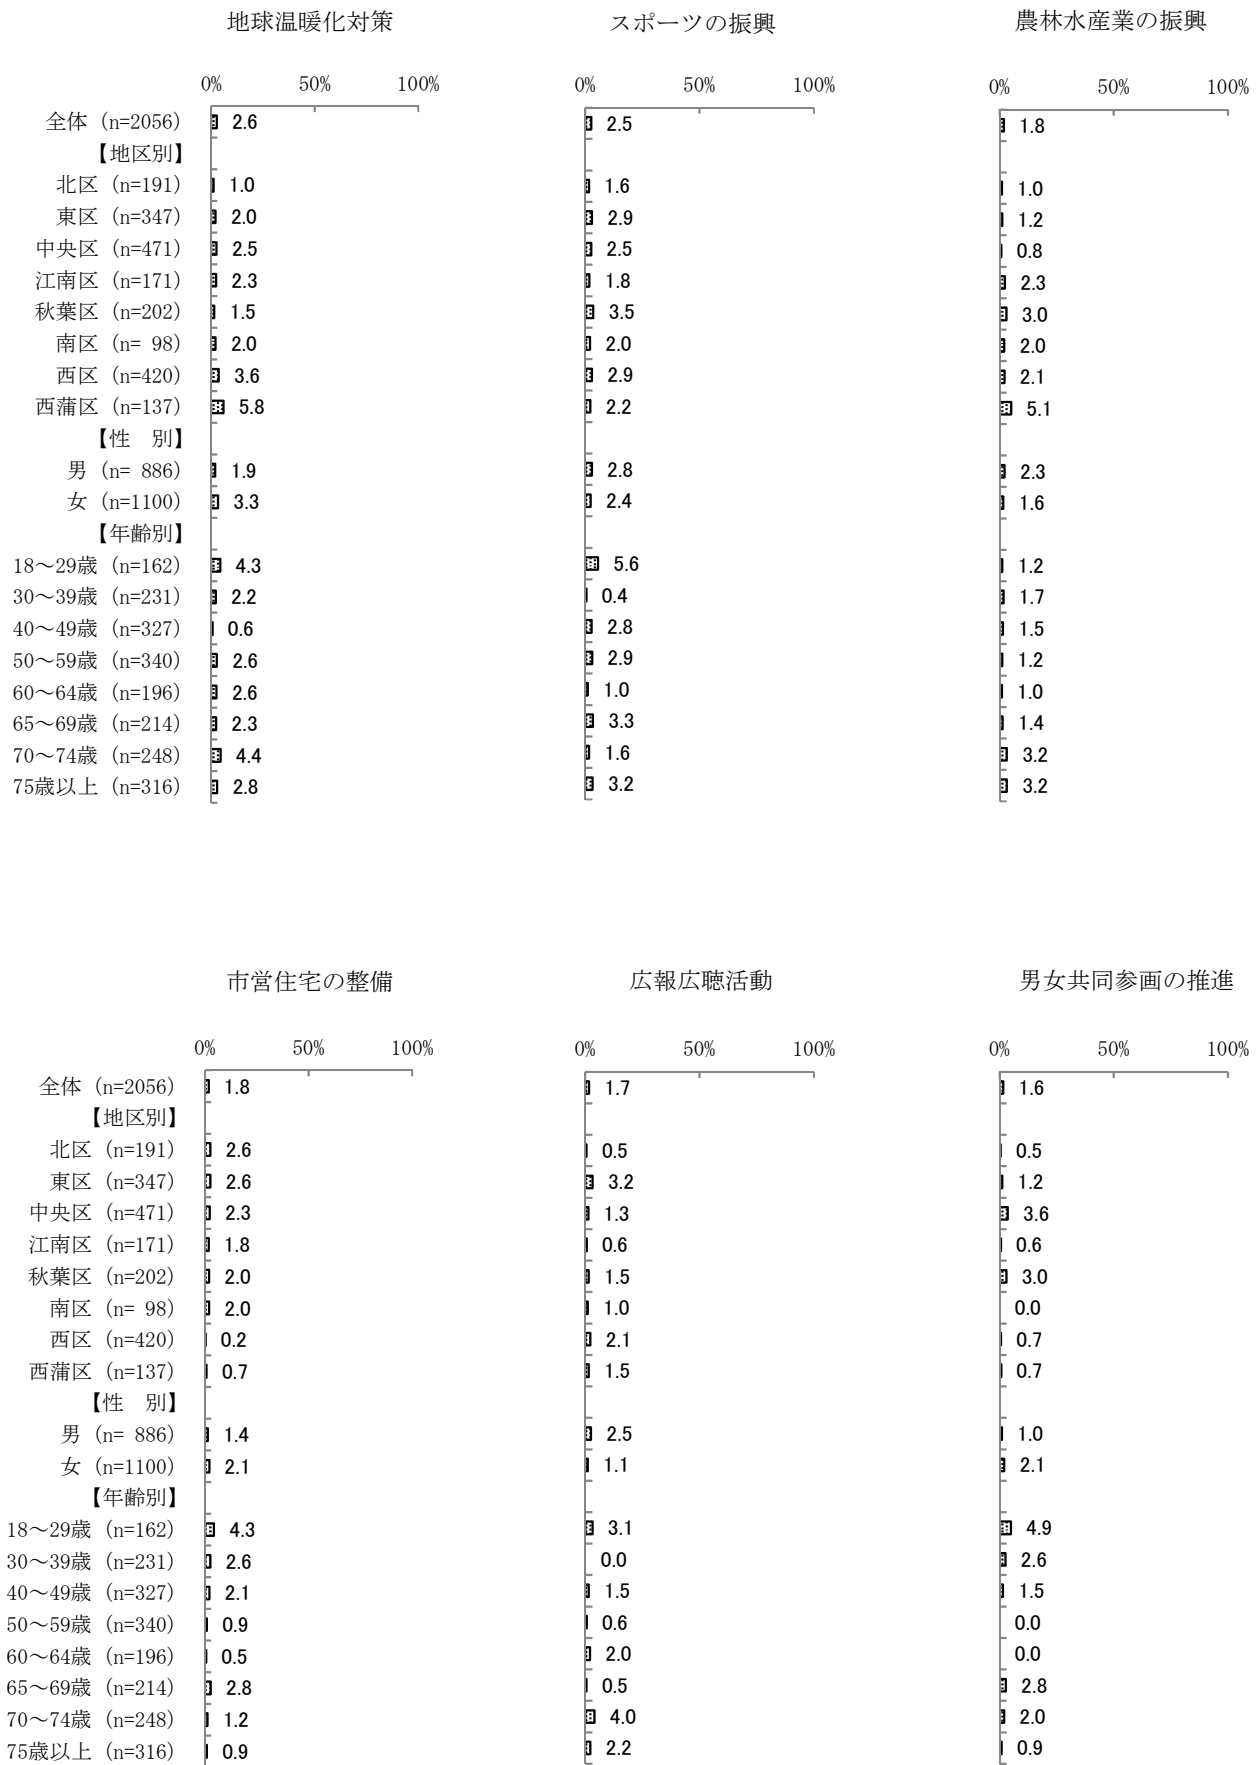 地球温暖化対策 スポーツの振興 農林水産業の振興
0% 50% 100% 0% 50% 100% 0% 50% 100%
全体 (n=2056) 2.6 2.5 1.8
【地区別】
北区 (n=191) 1.0 1.6 1.0
東区 (n=347) 2.0 2.9 1.2
中央区 (n=471) 2.5 2.5 0.8
江南区 (n=171) 2.3 1.8 2.3
秋葉区 (n=202) 1.5 3.5 3.0
南区 (n= 98) 2.0 2.0 2.0
西区 (n=420) 3.6 2.9 2.1
西蒲区 (n=137) 5.8 2.2 5.1
【性　別】
男 (n= 886) 1.9 2.8 2.3
女 (n=1100) 3.3 2.4 1.6
【年齢別】
18～29歳 (n=162) 4.3 5.6 1.2
30～39歳 (n=231) 2.2 0.4 1.7
40～49歳 (n=327) 0.6 2.8 1.5
50～59歳 (n=340) 2.6 2.9 1.2
60～64歳 (n=196) 2.6 1.0 1.0
65～69歳 (n=214) 2.3 3.3 1.4
70～74歳 (n=248) 4.4 1.6 3.2
75歳以上 (n=316) 2.8 3.2 3.2
市営住宅の整備 広報広聴活動 男女共同参画の推進
0% 50% 100% 0% 50% 100% 0% 50% 100%
全体 (n=2056) 1.8 1.7 1.6
【地区別】
北区 (n=191) 2.6 0.5 0.5
東区 (n=347) 2.6 3.2 1.2
中央区 (n=471) 2.3 1.3 3.6
江南区 (n=171) 1.8 0.6 0.6
秋葉区 (n=202) 2.0 1.5 3.0
南区 (n= 98) 2.0 1.0 0.0
西区 (n=420) 0.2 2.1 0.7
西蒲区 (n=137) 0.7 1.5 0.7
【性　別】
男 (n= 886) 1.4 2.5 1.0
女 (n=1100) 2.1 1.1 2.1
【年齢別】
18～29歳 (n=162) 4.3 3.1 4.9
30～39歳 (n=231) 2.6 0.0 2.6
40～49歳 (n=327) 2.1 1.5 1.5
50～59歳 (n=340) 0.9 0.6 0.0
60～64歳 (n=196) 0.5 2.0 0.0
65～69歳 (n=214) 2.8 0.5 2.8
70～74歳 (n=248) 1.2 4.0 2.0
75歳以上 (n=316) 0.9 2.2 0.9